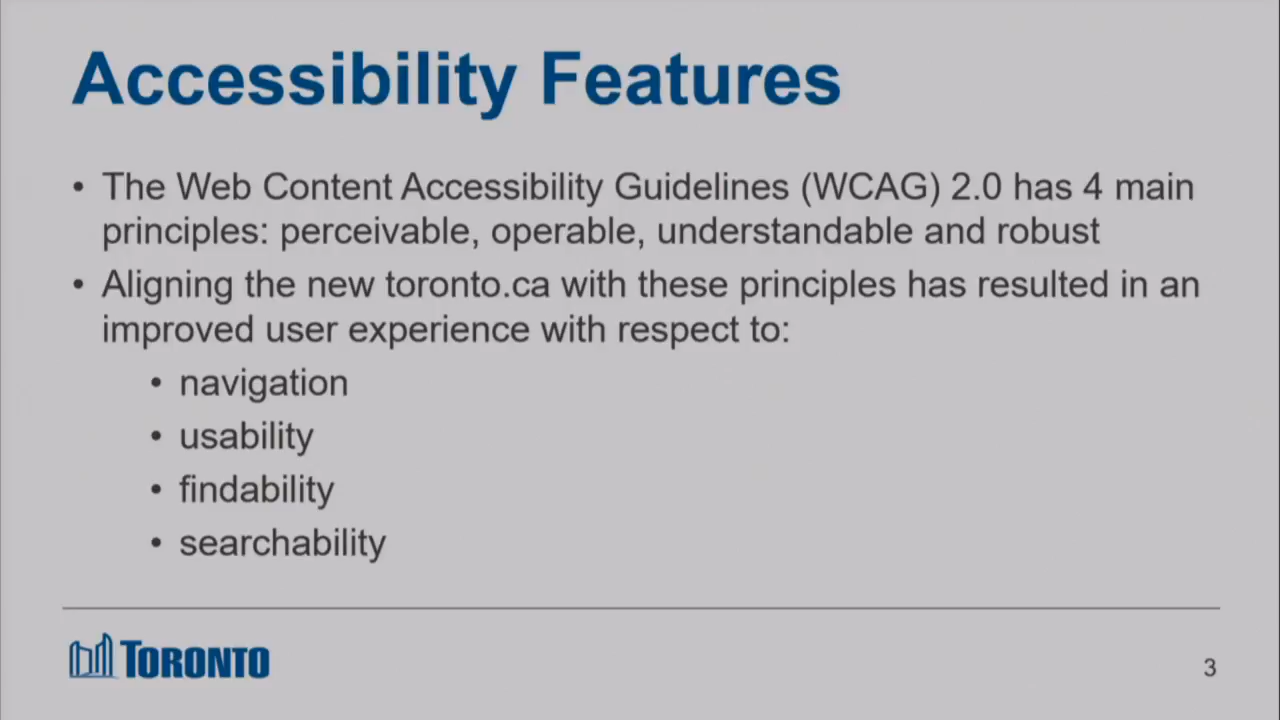 Accessibility Features
• The Web Content Accessibility Guidelines (WCAG) 2.0 has 4 main
principles: perceivable, operable, understandable and robust
• Aligning the new toronto.ca with these principles has resulted in an
improved user experience with respect to:
• navigation
• usability
• findability
• searchability
TORONTO
3